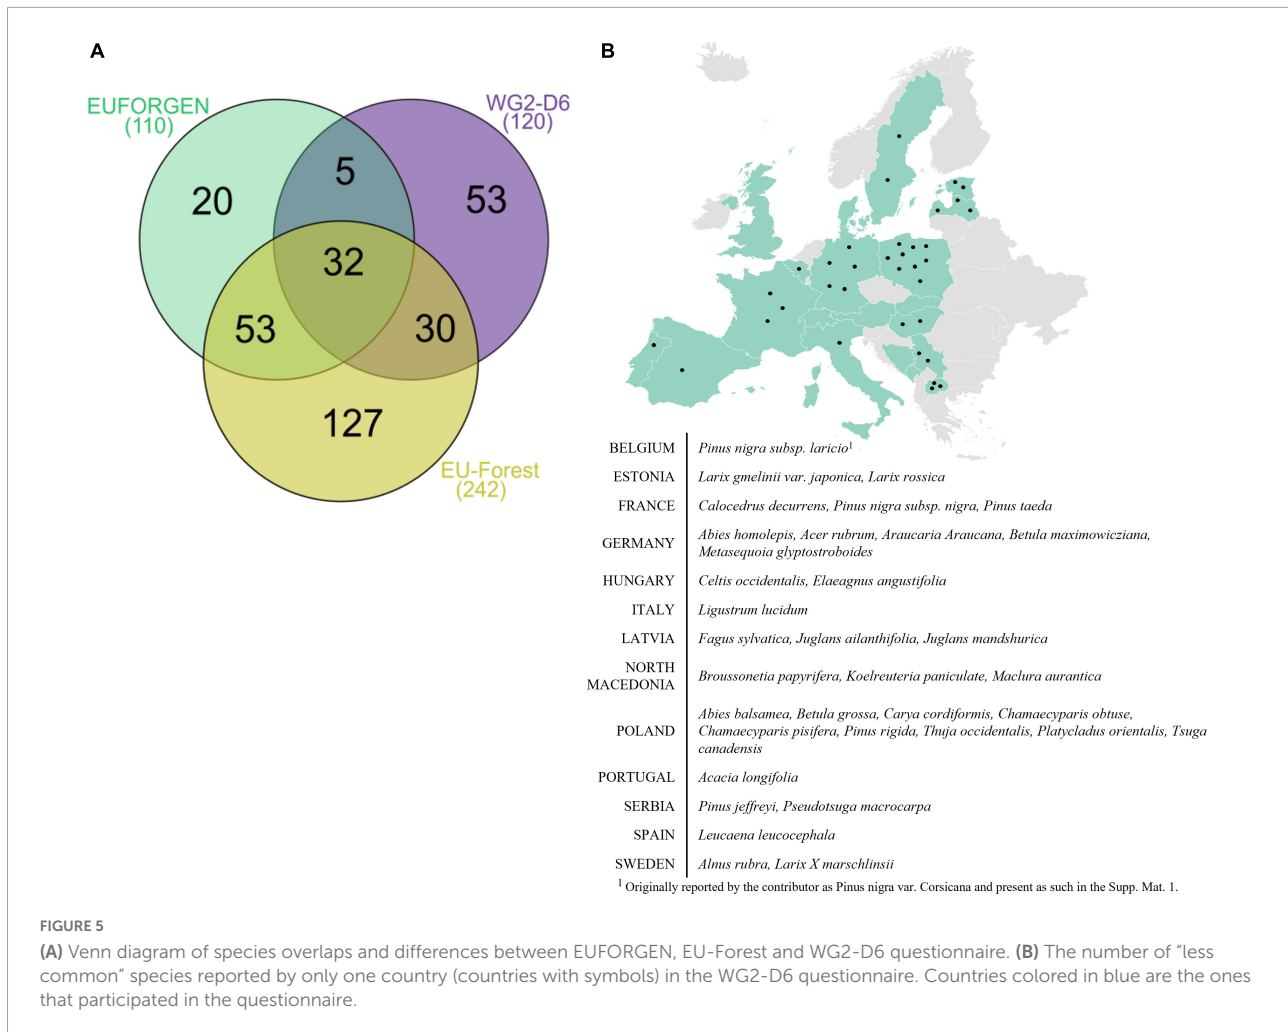 A
B
EUFORGEN
(110)
WG2-D6
(120)
5
20
53
32
53
30
127
EU-Forest
(242)
BELGIUM Pinus nigra subsp. laricio1
ESTONIA Larix gmelinii var. japonica, Larix rossica
FRANCE Calocedrus decurrens, Pinus nigra subsp. nigra, Pinus taeda
GERMANY Abies homolepis, Acer rubrum, Araucaria Araucana, Betula maximowicziana,
Metasequoia glyptostroboides
HUNGARY Celtis occidentalis, Elaeagnus angustifolia
ITALY Ligustrum lucidum
LATVIA Fagus sylvatica, Juglans ailanthifolia, Juglans mandshurica
NORTH
MACEDONIA Broussonetia papyrifera, Koelreuteria paniculate, Maclura aurantica
POLAND Abies balsamea, Betula grossa, Carya cordiformis, Chamaecyparis obtuse,
Chamaecyparis pisifera, Pinus rigida, Thuja occidentalis, Platycladus orientalis, Tsuga
canadensis
PORTUGAL Acacia longifolia
SERBIA Pinus jeffreyi, Pseudotsuga macrocarpa
SPAIN Leucaena leucocephala
SWEDEN Alnus rubra, Larix X marschlinsii
1 Originally reported by the contributor as Pinus nigra var. Corsicana and present as such in the Supp. Mat. 1.
FIGURE 5
(A) Venn diagram of species overlaps and differences between EUFORGEN, EU-Forest and WG2-D6 questionnaire. (B) The number of "less
common" species reported by only one country (countries with symbols) in the WG2-D6 questionnaire. Countries colored in blue are the ones
that participated in the questionnaire.